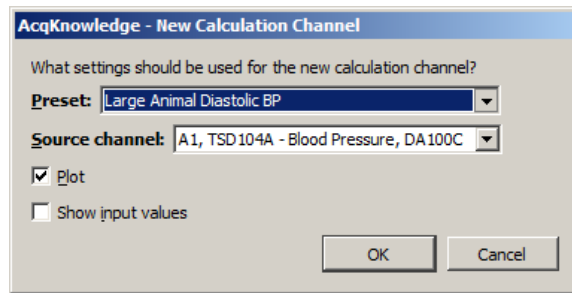 AcqKnowledge - New Calculation Channel
What settings should be used for the new calculation channel?
Preset: Large Animal Diastolic BP
Source channel: A1, TSD104A - Blood Pressure, DA100C
Plot
Show input values
OK Cancel